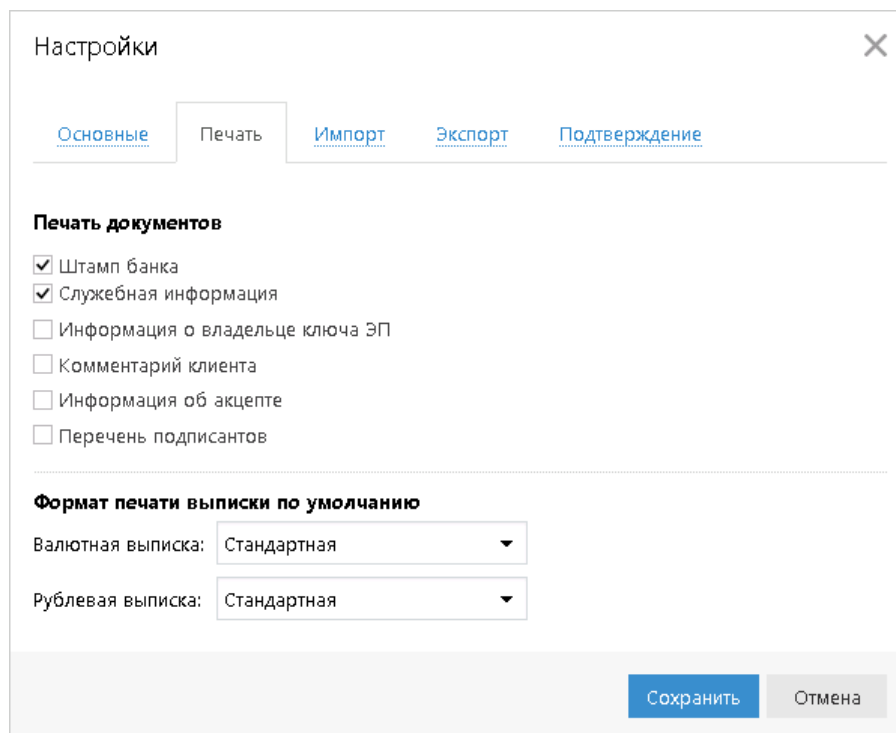 Настройки
Основные Печать Импорт Экспорт Подтверждение
Печать документов
Штамп банка
Служебная информация
Информация о владельце ключа ЭП
Комментарий клиента
Информация об акцепте
Перечень подписантов
Формат печати выписки по умолчанию
Валютная выписка: Стандартная
Рублевая выписка: Стандартная
Сохранить Отмена